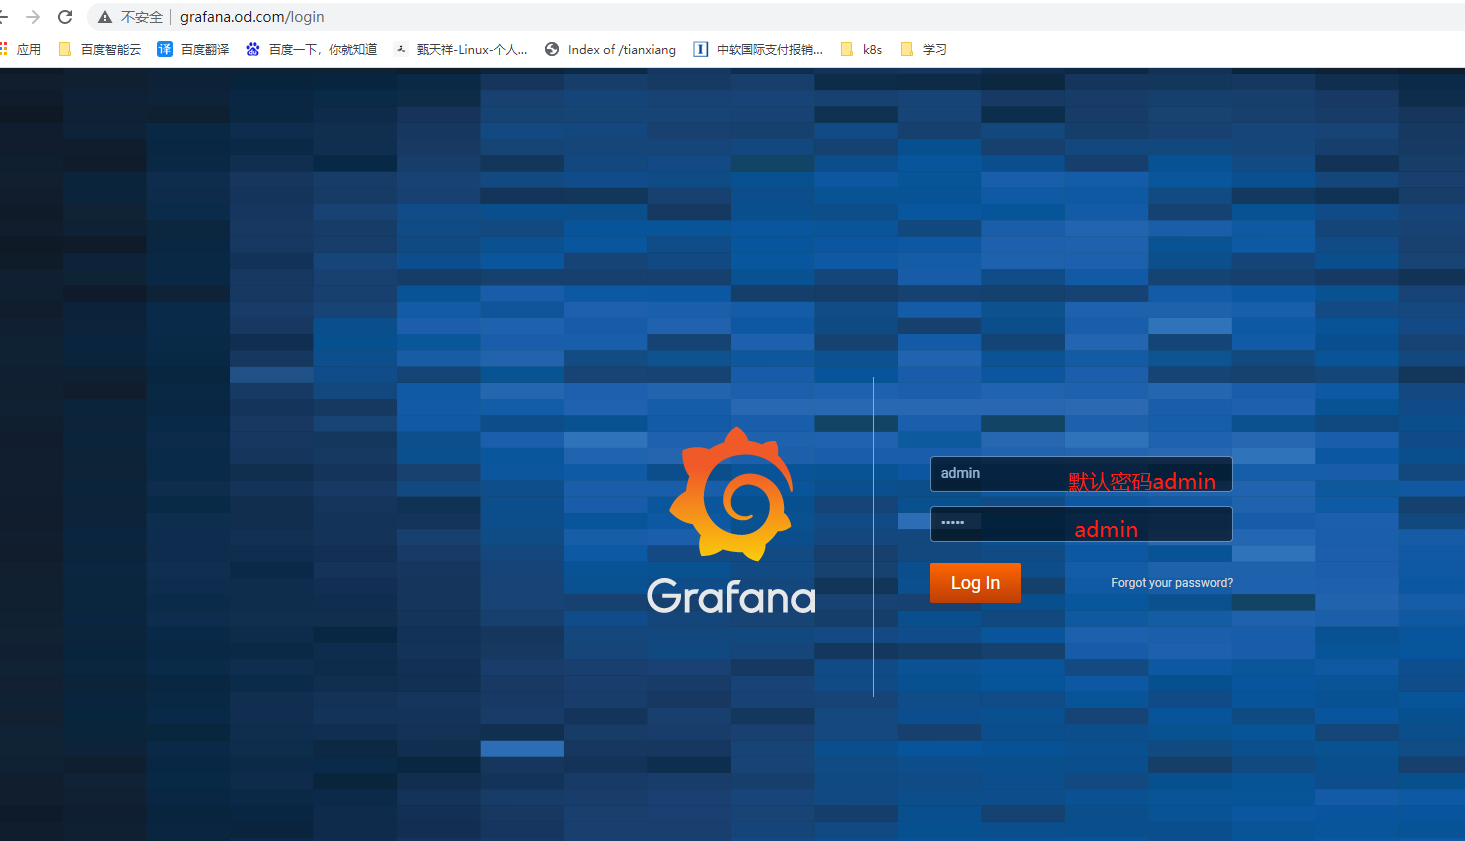 不安全 grafana.od.com/login
应用 百度智能云 译 百度翻译 百度一下，你就知道 甄天祥-Linux-个人... Index of /tianxiang 中软国际支付报销... k8s 学习
admin 默认密码admin
••••• admin
Log In Forgot your password?
Grafana